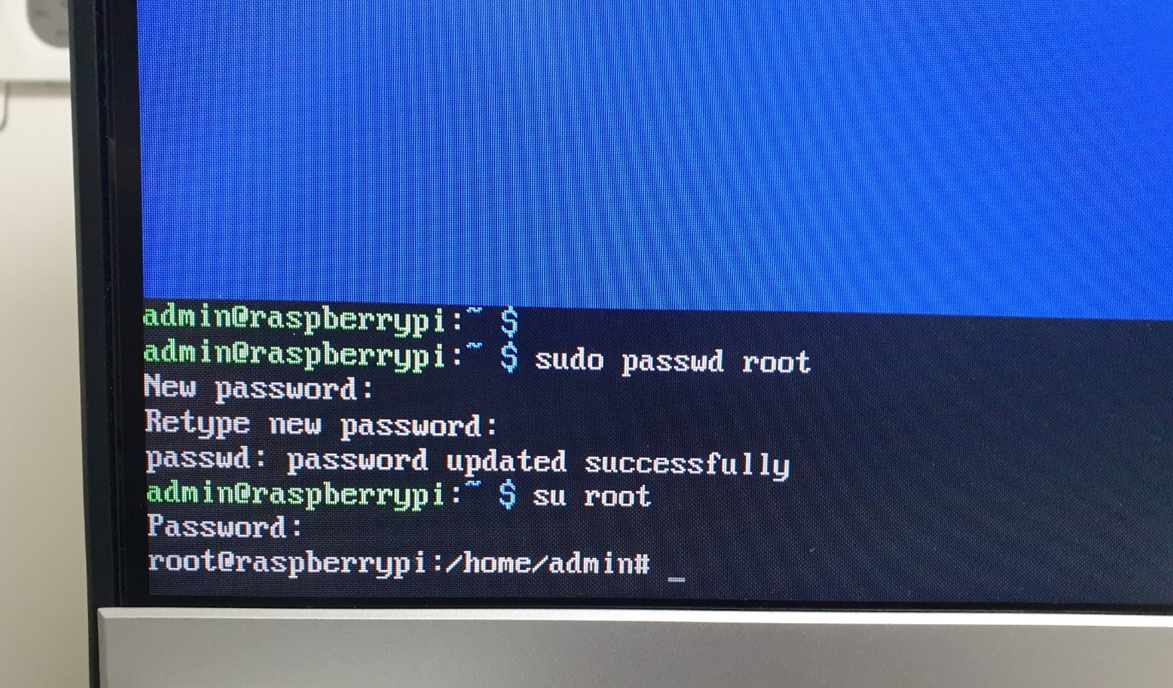 admin@raspberrypi:~ $
admin@raspberrypi:~ $ sudo passwd root
New password:
Retype new password:
passwd: password updated successfully
admin@raspberrypi:~ $ su root
Password:
root@raspberrypi:/home/admin# _